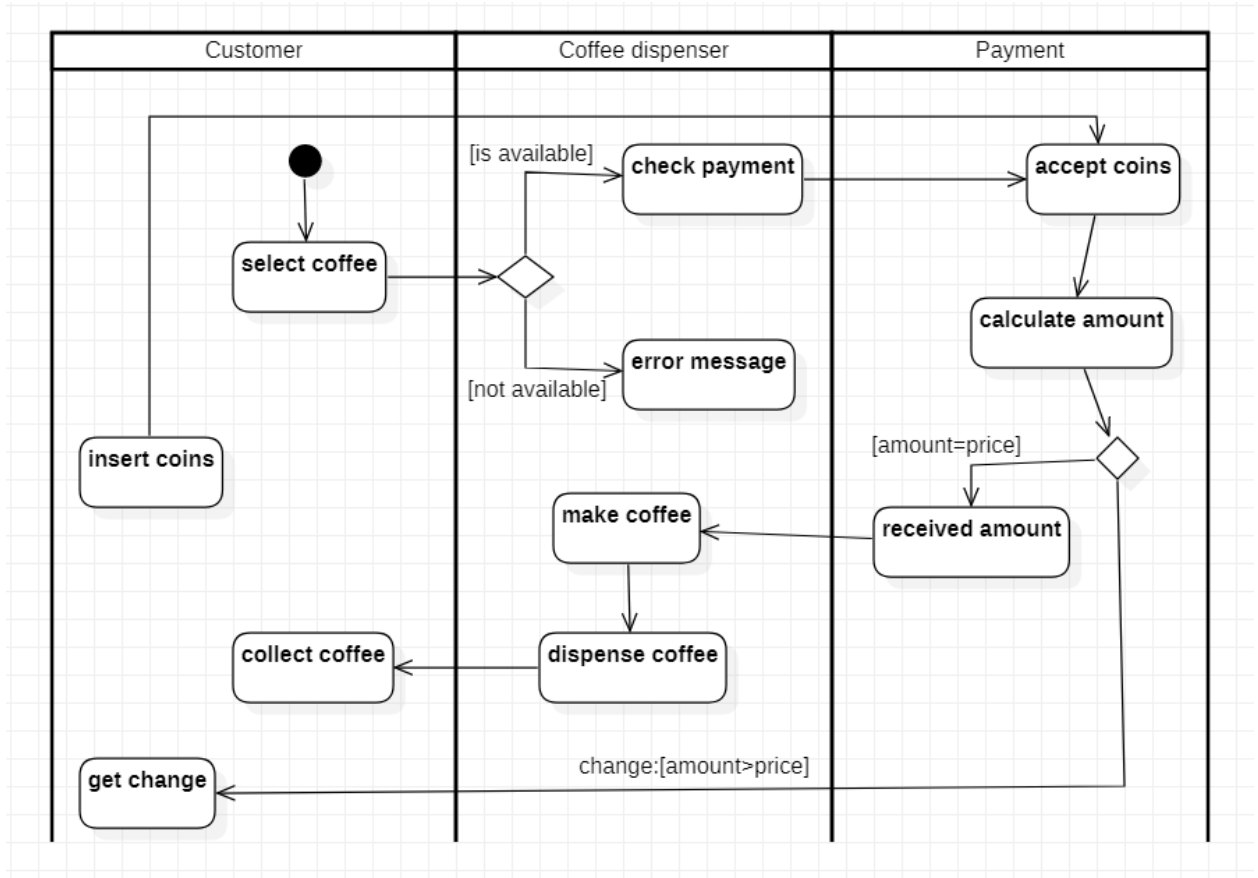 Customer
Coffee dispenser
Payment
[is available]
check payment
accept coins
select coffee
calculate amount
error message
[not available]
[amount=price]
insert coins
make coffee
received amount
collect coffee
dispense coffee
change:[amount>price]
get change